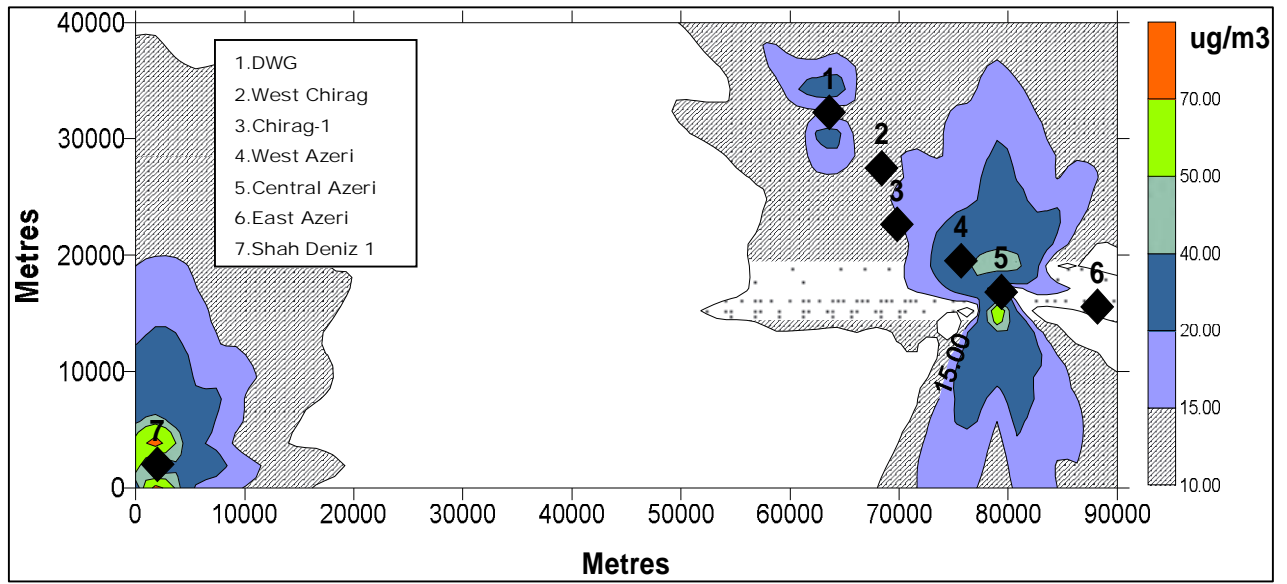 ug/m3
40000
30000
20000
10000
0
Metres
1.DWG
2.West Chirag
3.Chirag-1
4.West Azeri
5.Central Azeri
6.East Azeri
7.Shah Deniz 1
1
2
3
4
5
6
7
15.00
70.00
50.00
40.00
20.00
15.00
10.00
0 10000 20000 30000 40000 50000 60000 70000 80000 90000
Metres